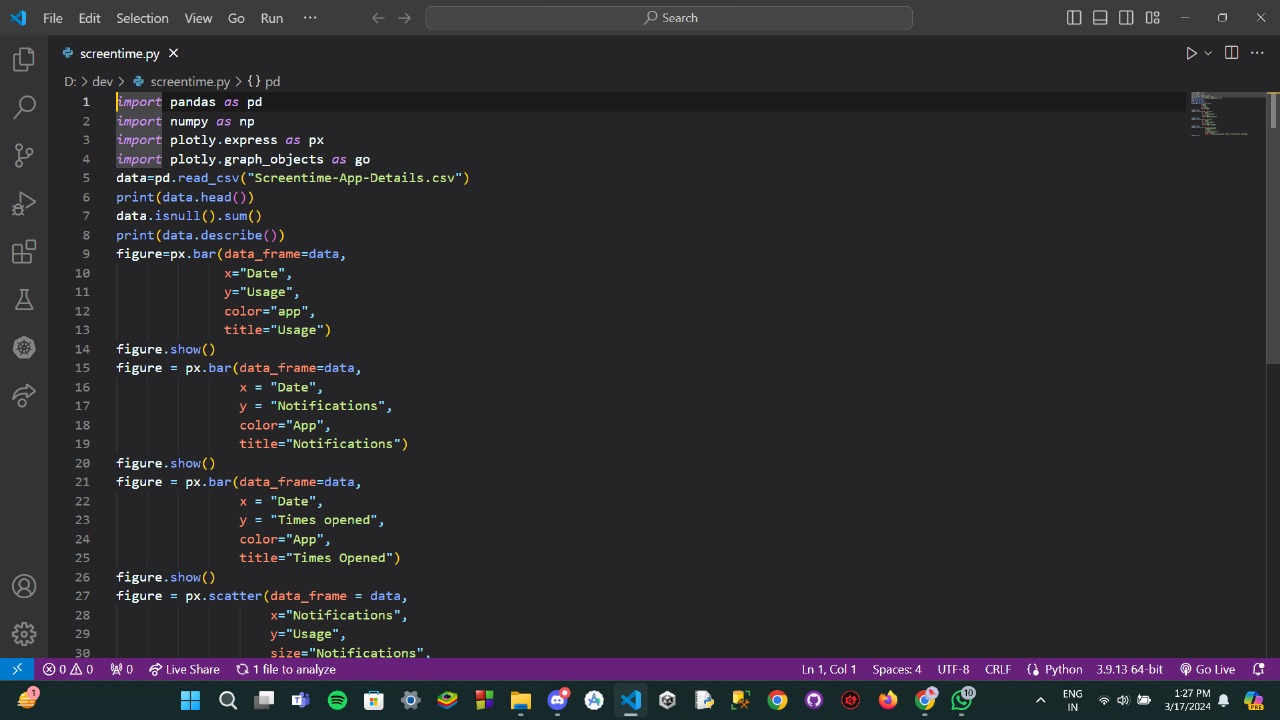 File Edit Selection View Go Run ··· Search
screentime.py
D: > dev > screentime.py > {} pd
1 import pandas as pd
2 import numpy as np
3 import plotly.express as px
4 import plotly.graph_objects as go
5 data=pd.read_csv("Screentime-App-Details.csv")
6 print(data.head())
7 data.isnull().sum()
8 print(data.describe())
9 figure=px.bar(data_frame=data,
10 x="Date",
11 y="Usage",
12 color="app",
13 title="Usage")
14 figure.show()
15 figure = px.bar(data_frame=data,
16 x = "Date",
17 y = "Notifications",
18 color="App",
19 title="Notifications")
20 figure.show()
21 figure = px.bar(data_frame=data,
22 x = "Date",
23 y = "Times opened",
24 color="App",
25 title="Times Opened")
26 figure.show()
27 figure = px.scatter(data_frame = data,
28 x="Notifications",
29 y="Usage",
30 size="Notifications",
0 0 0 Live Share 1 file to analyze Ln 1, Col 1 Spaces: 4 UTF-8 CRLF Python 3.9.13 64-bit Go Live
1 10 ENG 1:27 PM
IN 3/17/2024 PRE